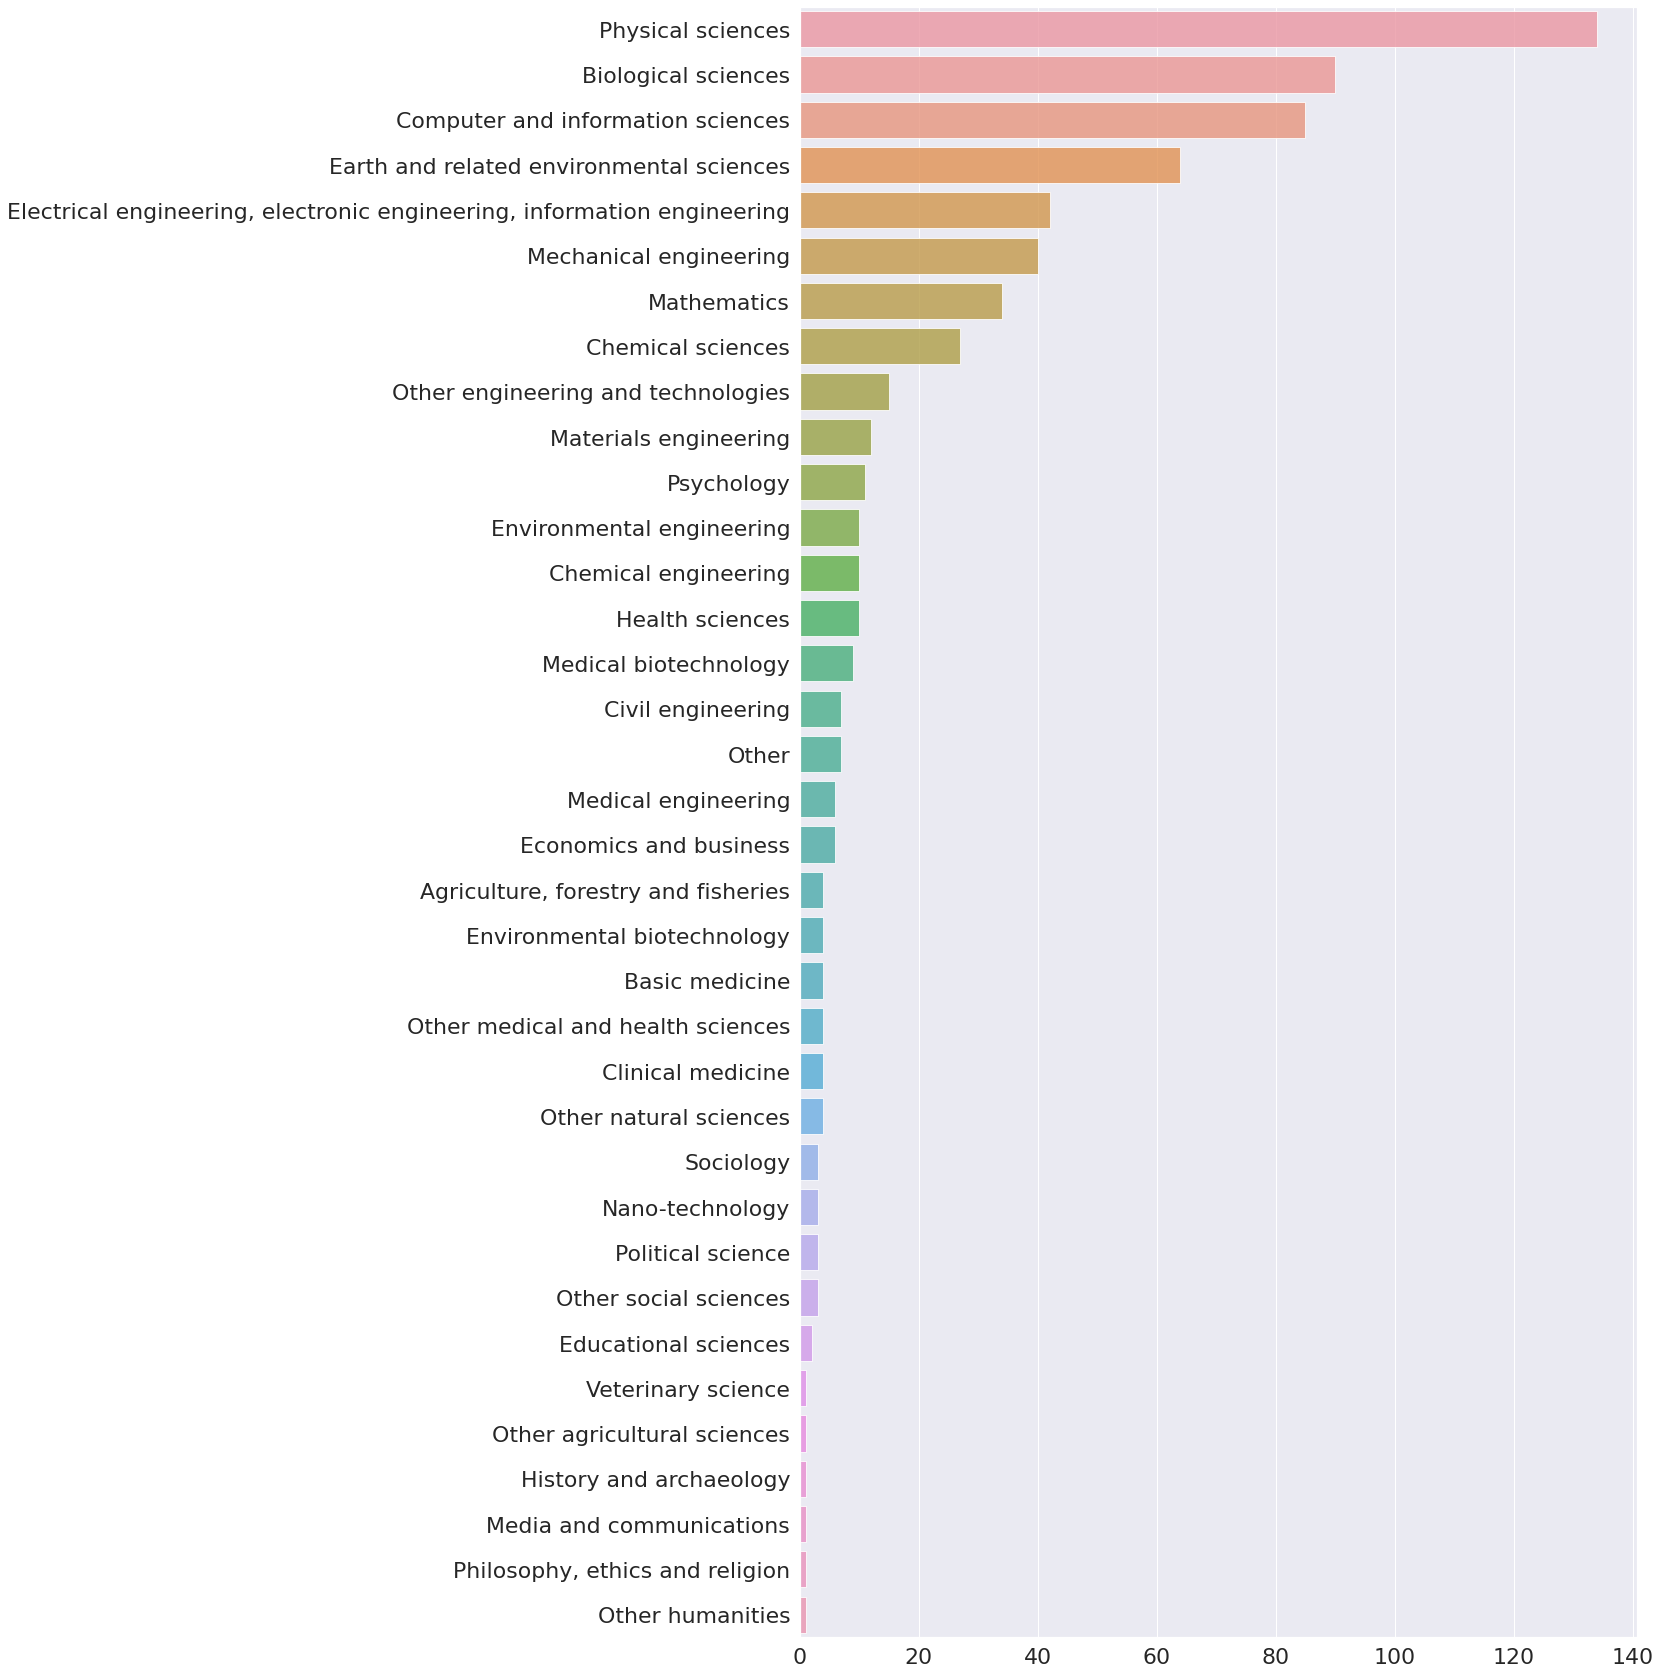 Physical sciences
Biological sciences
Computer and information sciences
Earth and related environmental sciences
Electrical engineering, electronic engineering, information engineering
Mechanical engineering
Mathematics
Chemical sciences
Other engineering and technologies
Materials engineering
Psychology
Environmental engineering
Chemical engineering
Health sciences
Medical biotechnology
Civil engineering
Other
Medical engineering
Economics and business
Agriculture, forestry and fisheries
Environmental biotechnology
Basic medicine
Other medical and health sciences
Clinical medicine
Other natural sciences
Sociology
Nano-technology
Political science
Other social sciences
Educational sciences
Veterinary science
Other agricultural sciences
History and archaeology
Media and communications
Philosophy, ethics and religion
Other humanities
0 20 40 60 80 100 120 140